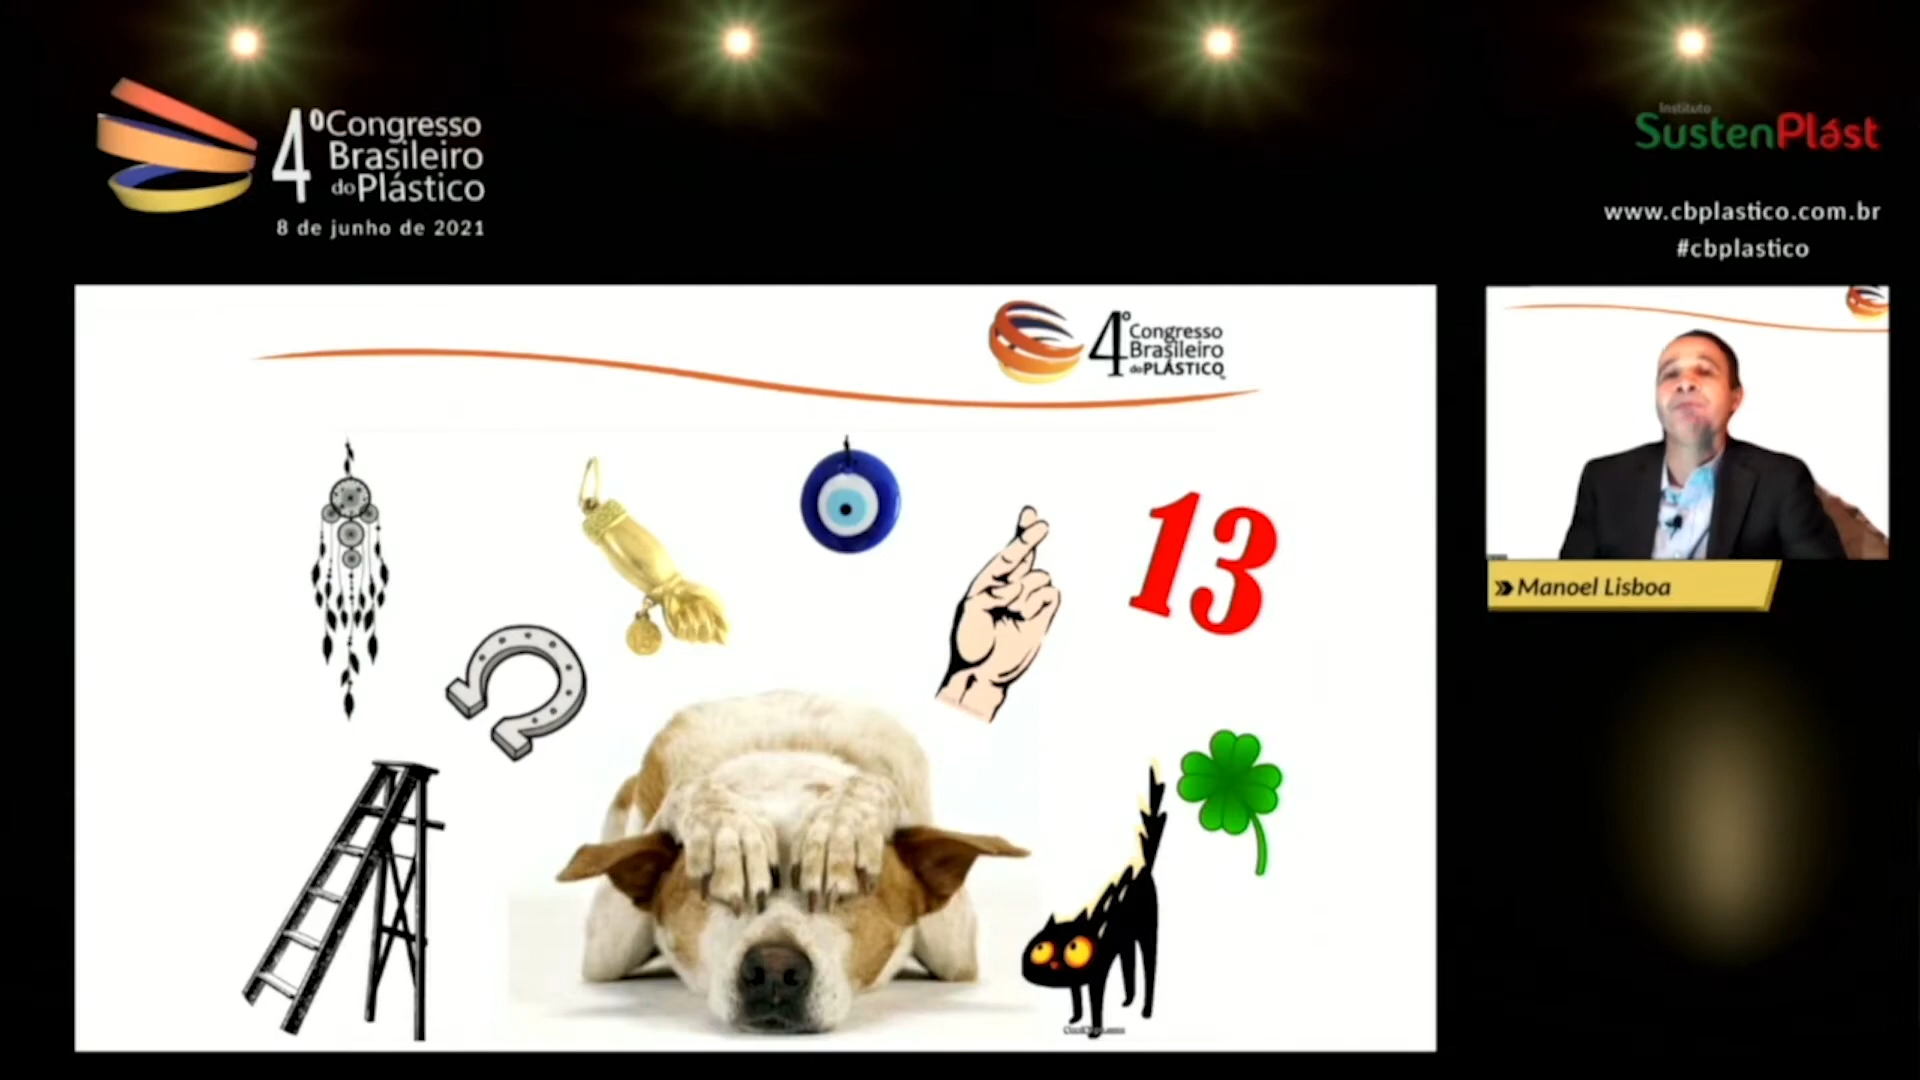 4º Congresso
Brasileiro
do Plástico
8 de junho de 2021
Instituto
SustenPlást
www.cbplastico.com.br
#cbplastico
4º Congresso
Brasileiro
do PLÁSTICO
13
Manoel Lisboa